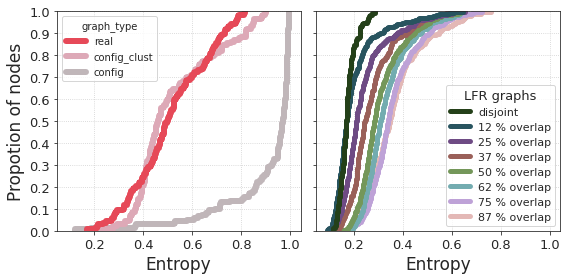 Propotion of nodes
1.0
0.9
0.8
0.7
0.6
0.5
0.4
0.3
0.2
0.1
0.0
graph_type
real
config_clust
config
0.2 0.4 0.6 0.8 1.0
Entropy
LFR graphs
disjoint
12 % overlap
25 % overlap
37 % overlap
50 % overlap
62 % overlap
75 % overlap
87 % overlap
0.2 0.4 0.6 0.8 1.0
Entropy